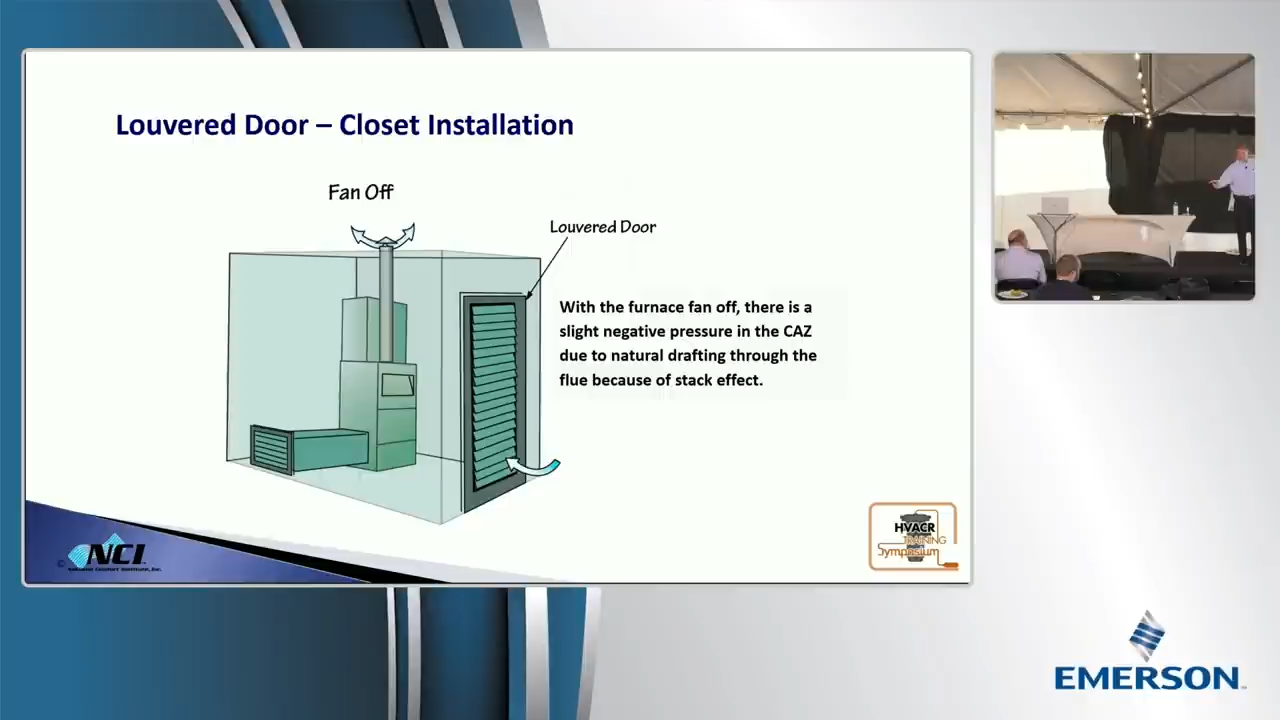 Louvered Door – Closet Installation
Fan Off
Louvered Door
With the furnace fan off, there is a
slight negative pressure in the CAZ
due to natural drafting through the
flue because of stack effect.
© NCI
HVACR
TRAINING
Symposium
EMERSON